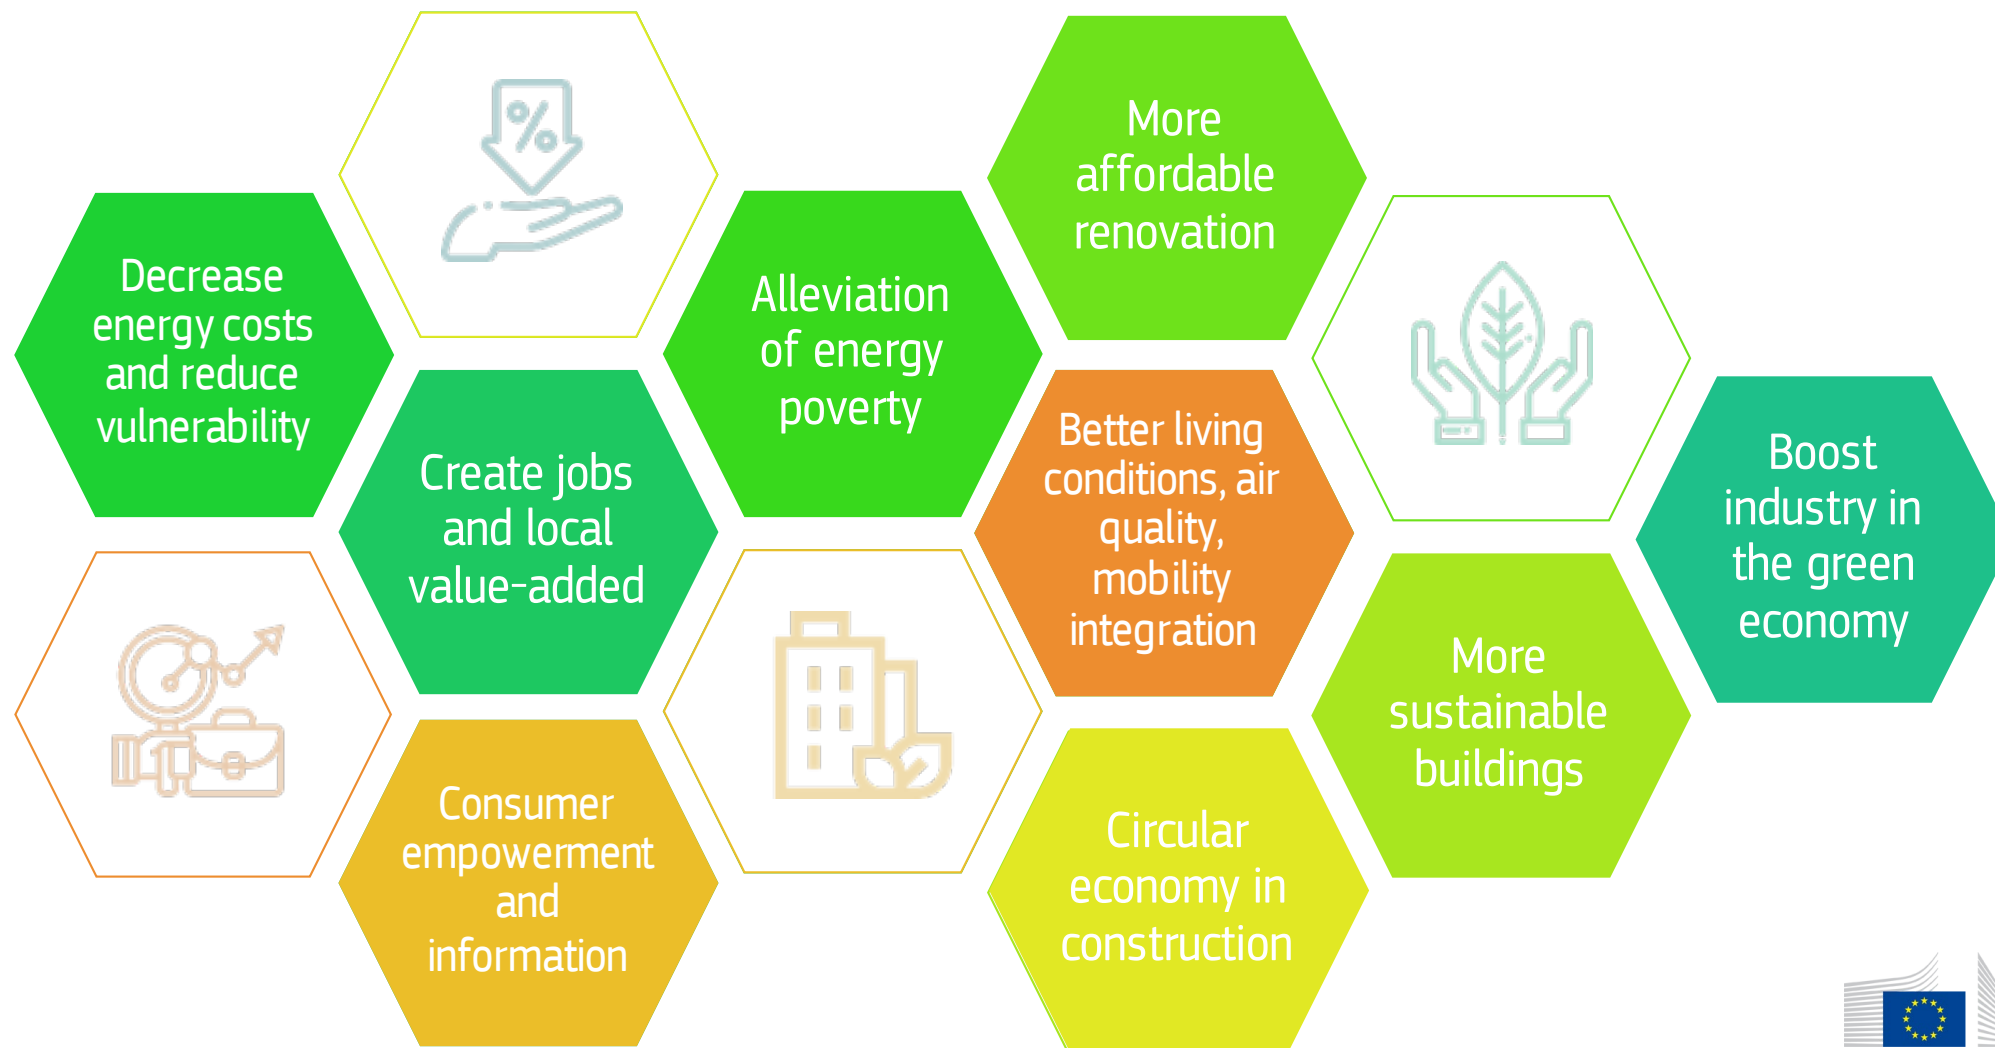 Decrease
energy costs
and reduce
vulnerability
%
Create jobs
and local
value-added
Consumer
empowerment
and
information
Alleviation
of energy
poverty
More
affordable
renovation
Better living
conditions, air
quality,
mobility
integration
Circular
economy in
construction
More
sustainable
buildings
Boost
industry in
the green
economy